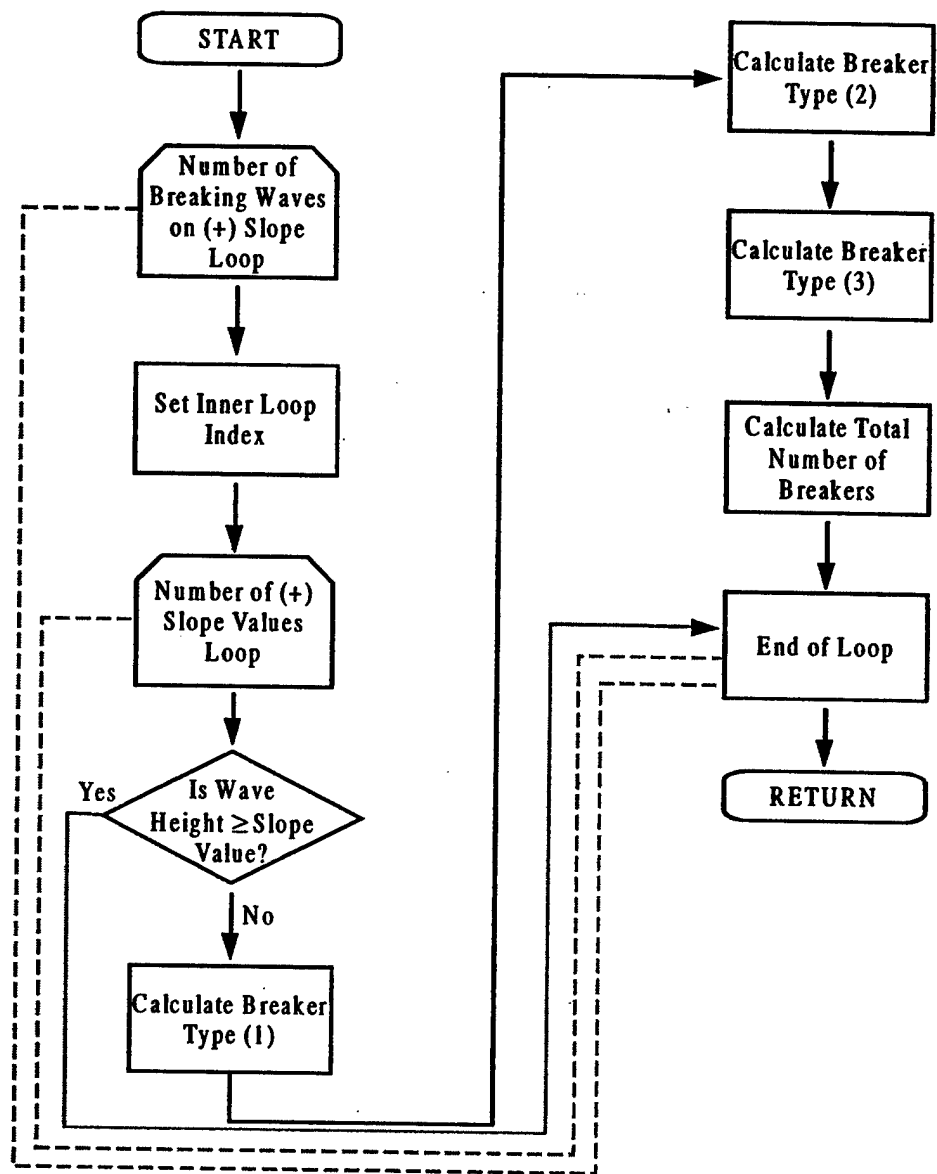 START
Number of
Breaking Waves
on (+) Slope
Loop
Set Inner Loop
Index
Number of (+)
Slope Values
Loop
Yes
Is Wave
Height ≥ Slope
Value?
No
Calculate Breaker
Type (1)
Calculate Breaker
Type (2)
Calculate Breaker
Type (3)
Calculate Total
Number of
Breakers
End of Loop
RETURN